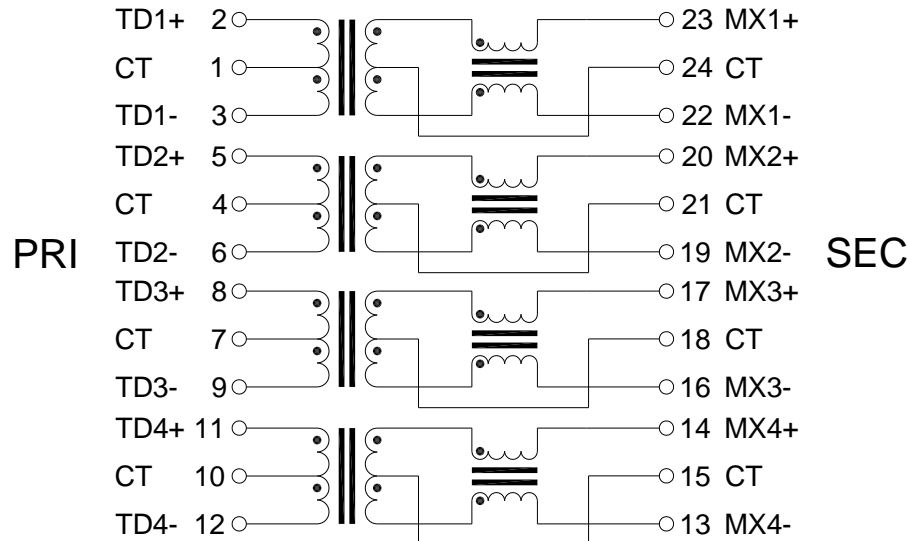 TD1+ 2 23 MX1+
CT 1 24 CT
TD1- 3 22 MX1-
TD2+ 5 20 MX2+
CT 4 21 CT
PRI TD2- 6 19 MX2- SEC
TD3+ 8 17 MX3+
CT 7 18 CT
TD3- 9 16 MX3-
TD4+ 11 14 MX4+
CT 10 15 CT
TD4- 12 13 MX4-